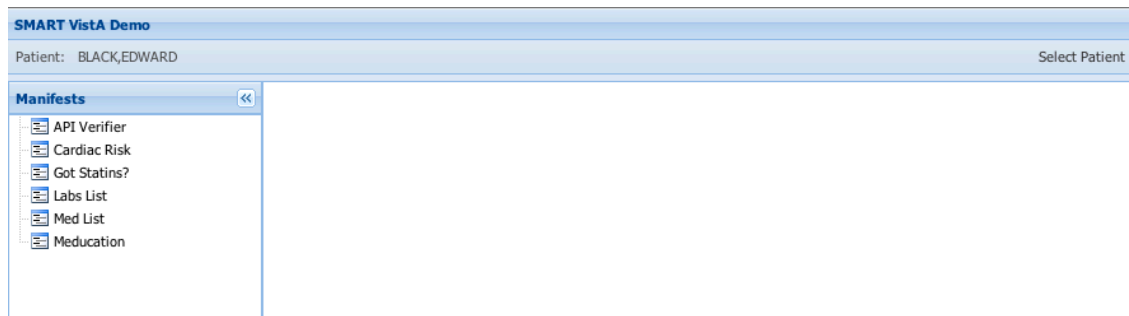 SMART VistA Demo
Patient: BLACK,EDWARD Select Patient
Manifests
API Verifier
Cardiac Risk
Got Statins?
Labs List
Med List
Meducation